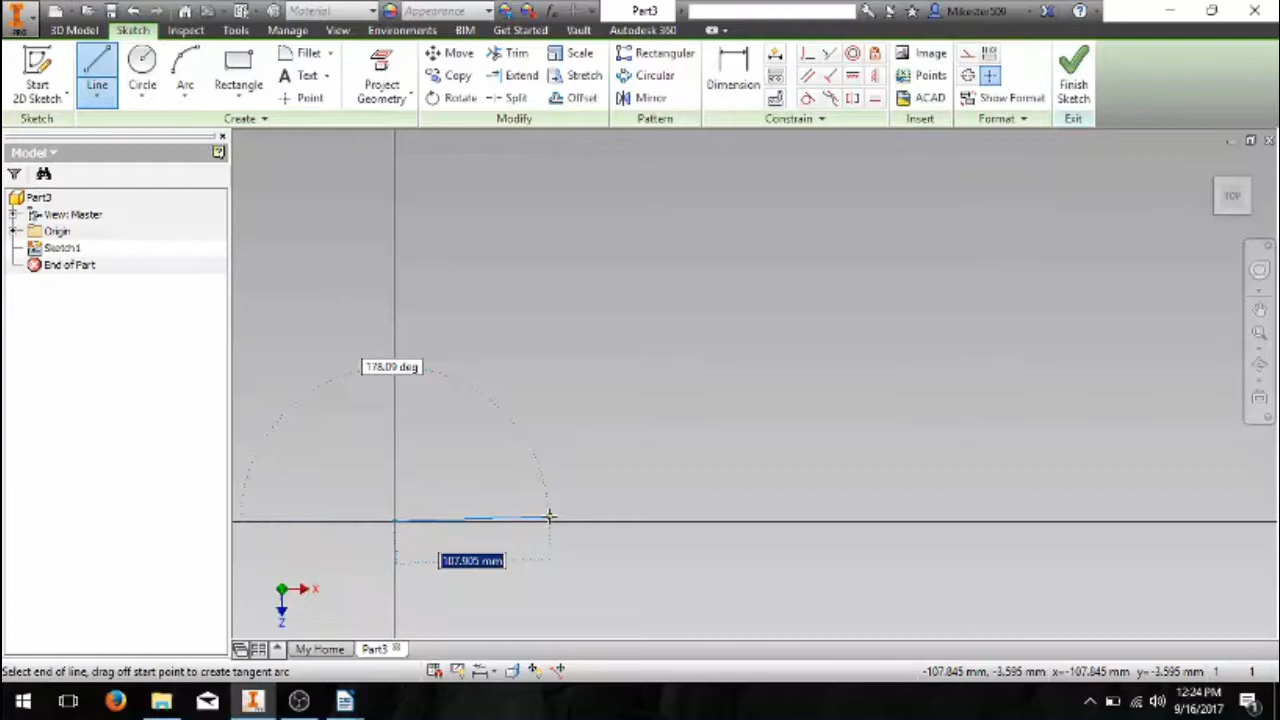 Material
Appearance
Part3
Mikester509
PRO
3D Model
Sketch
Inspect
Tools
Manage
View
Environments
BIM
Get Started
Vault
Autodesk 360
Start
2D Sketch
Line
Circle
Arc
Rectangle
Fillet
Text
Point
Project
Geometry
Move
Copy
Rotate
Trim
Extend
Split
Scale
Stretch
Offset
Rectangular
Circular
Mirror
Dimension
Image
Points
ACAD
Show Format
Finish
Sketch
Sketch
Create
Modify
Pattern
Constrain
Insert
Format
Exit
Model
Part3
View: Master
Origin
Sketch1
End of Part
TOP
178.09 deg
107.905 mm
X
Z
My Home
Part3
Select end of line, drag off start point to create tangent arc
-107.845 mm, -3.595 mm
x=-107.845 mm, y=-3.595 mm
1
1
12:24 PM
9/16/2017